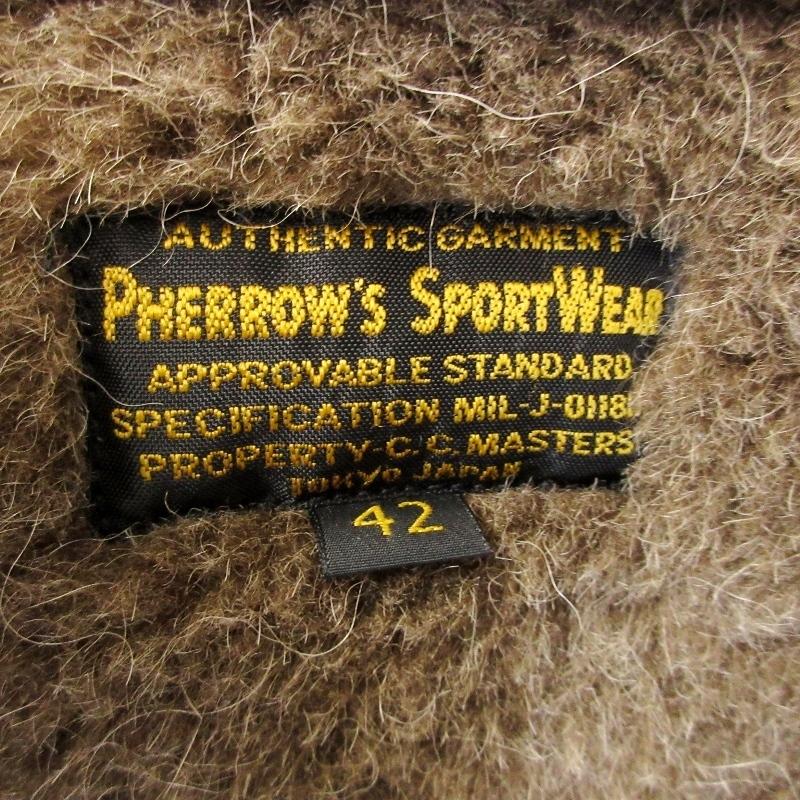 AUTHENTIC GARMENT
PHERROW'S SPORTWEAR
APPROVABLE STANDARD
SPECIFICATION MIL-J-0118
PROPERTY-C.C. MASTERS
TOKYO JAPAN
42